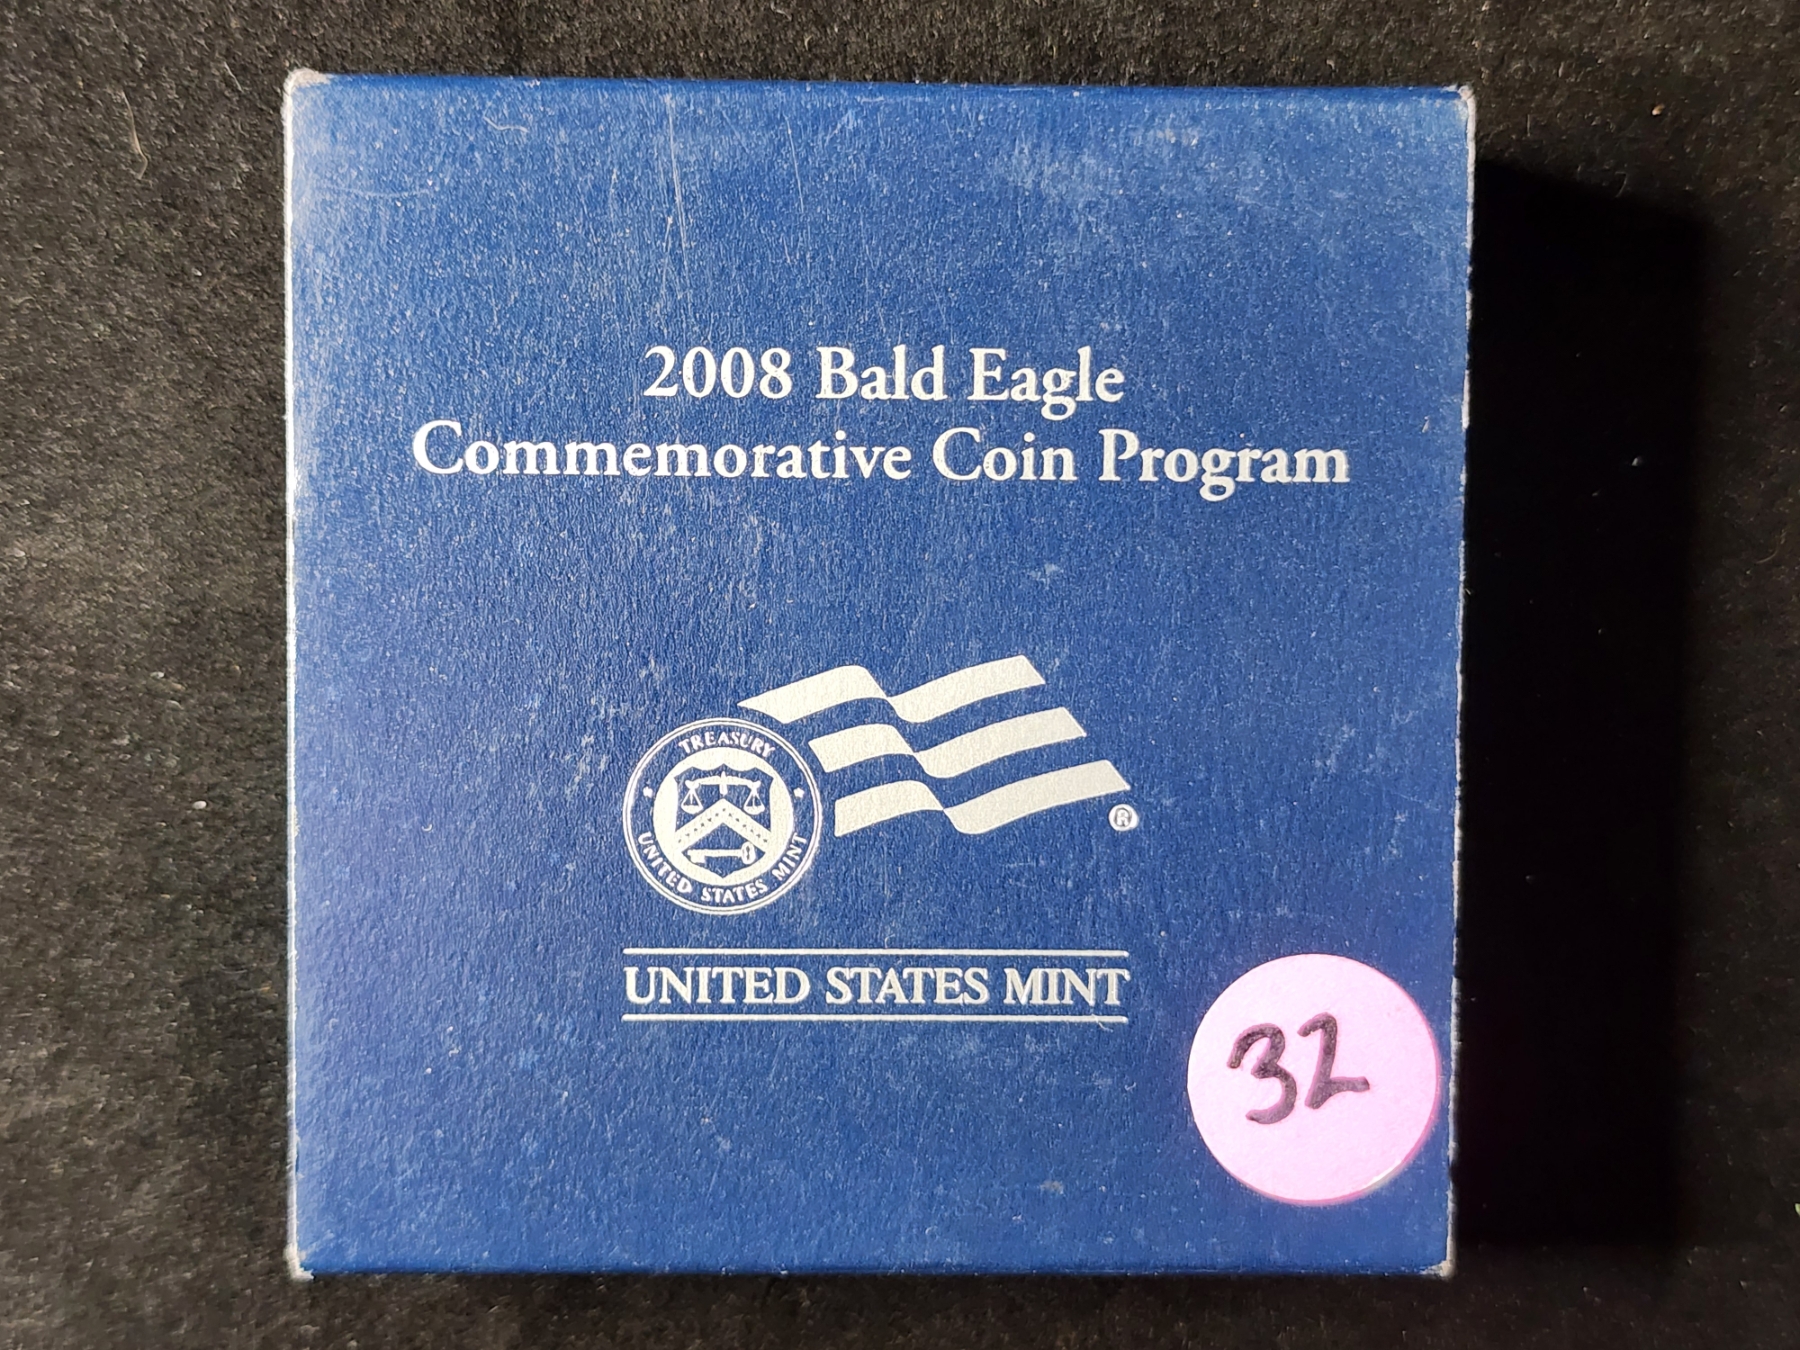 2008 Bald Eagle
Commemorative Coin Program
TREASURY
UNITED STATES MINT
®
UNITED STATES MINT
32